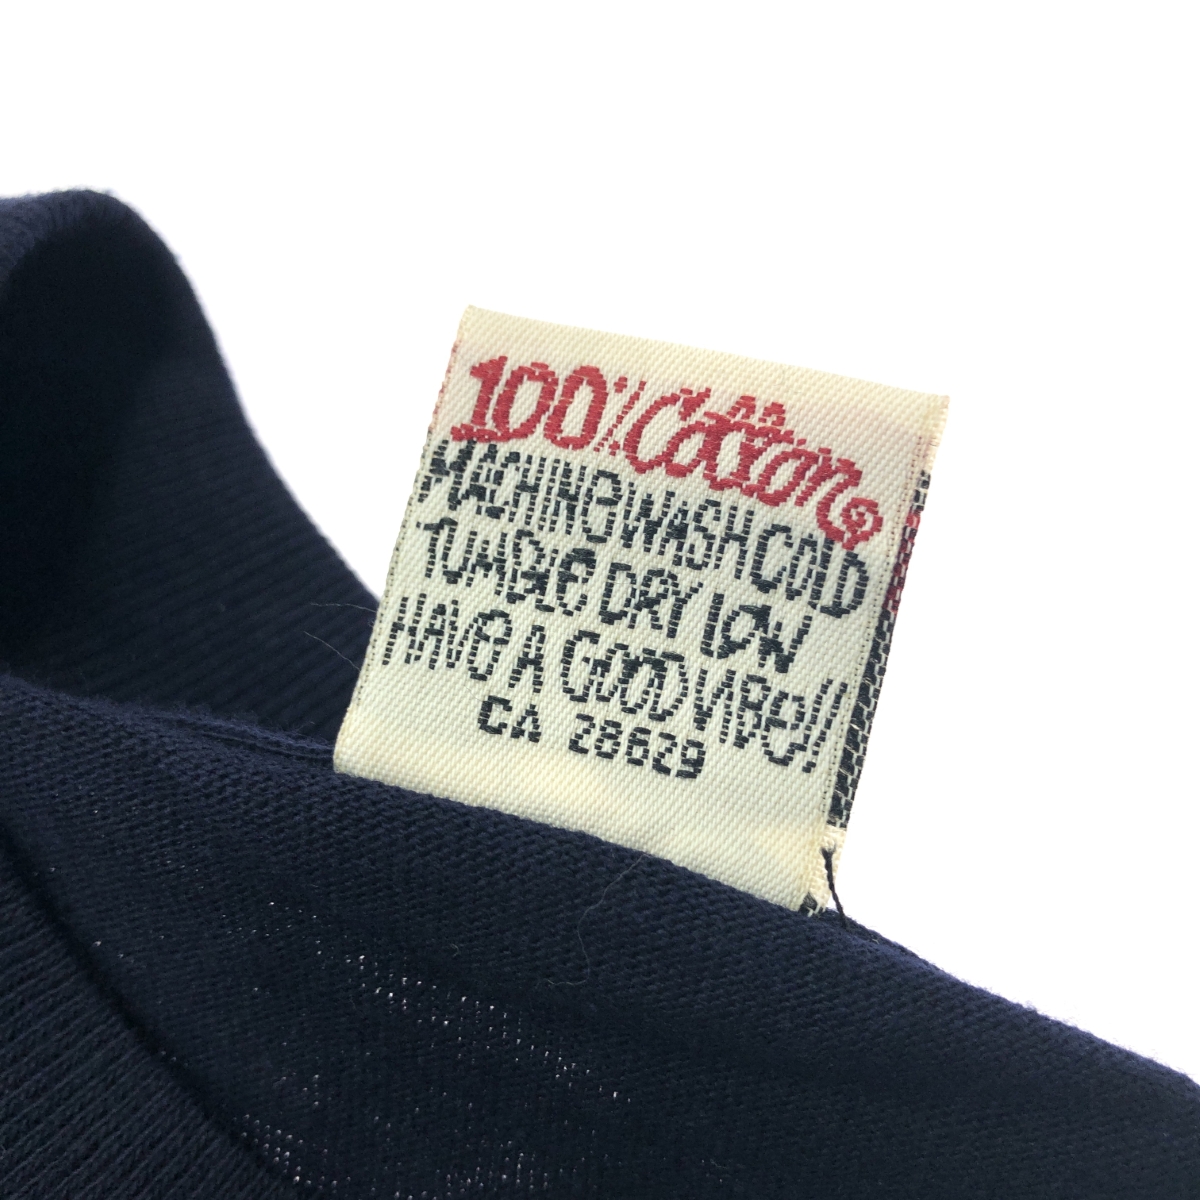 100% Cotton
MACHINE WASH COLD
TUMBLE DRY LOW
HAVE A GOOD VIBE!!
CA 28629